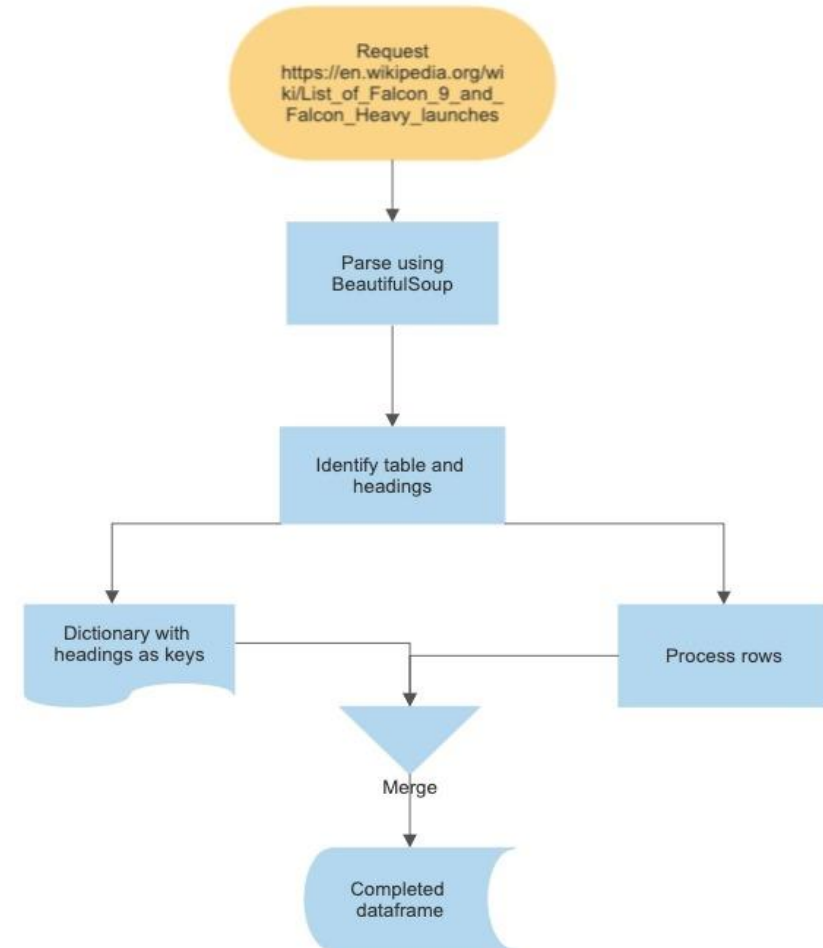 Request
https://en.wikipedia.org/wi
ki/List_of_Falcon_9_and_
Falcon_Heavy_launches
Parse using
BeautifulSoup
Identify table and
headings
Dictionary with
headings as keys
Process rows
Merge
Completed
dataframe